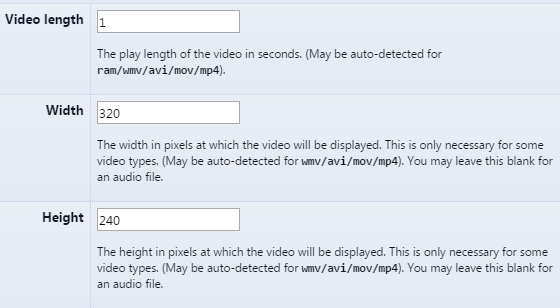 Video length 1
The play length of the video in seconds. (May be auto-detected for
ram/wmv/avi/mov/mp4).
Width 320
The width in pixels at which the video will be displayed. This is only necessary for some
video types. (May be auto-detected for wmv/avi/mov/mp4). You may leave this blank for
an audio file.
Height 240
The height in pixels at which the video will be displayed. This is only necessary for some
video types. (May be auto-detected for wmv/avi/mov/mp4). You may leave this blank for
an audio file.